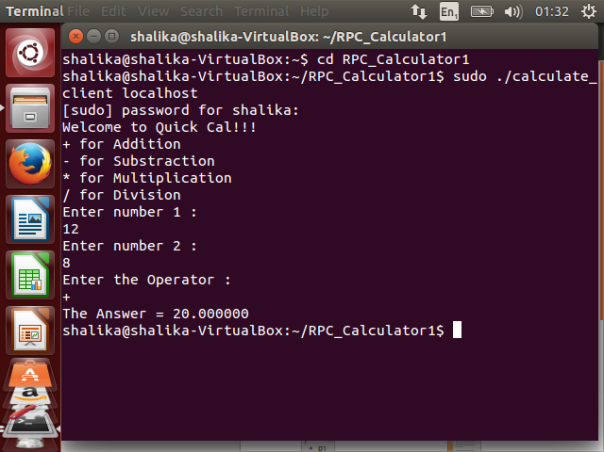 Terminal File Edit View Search Terminal Help En1 01:32
shalika@shalika-VirtualBox: ~/RPC_Calculator1
shalika@shalika-VirtualBox:~$ cd RPC_Calculator1
shalika@shalika-VirtualBox:~/RPC_Calculator1$ sudo ./calculate_
client localhost
[sudo] password for shalika:
Welcome to Quick Cal!!!
+ for Addition
- for Substraction
* for Multiplication
/ for Division
Enter number 1 :
12
Enter number 2 :
8
Enter the Operator :
+
The Answer = 20.000000
shalika@shalika-VirtualBox:~/RPC_Calculator1$